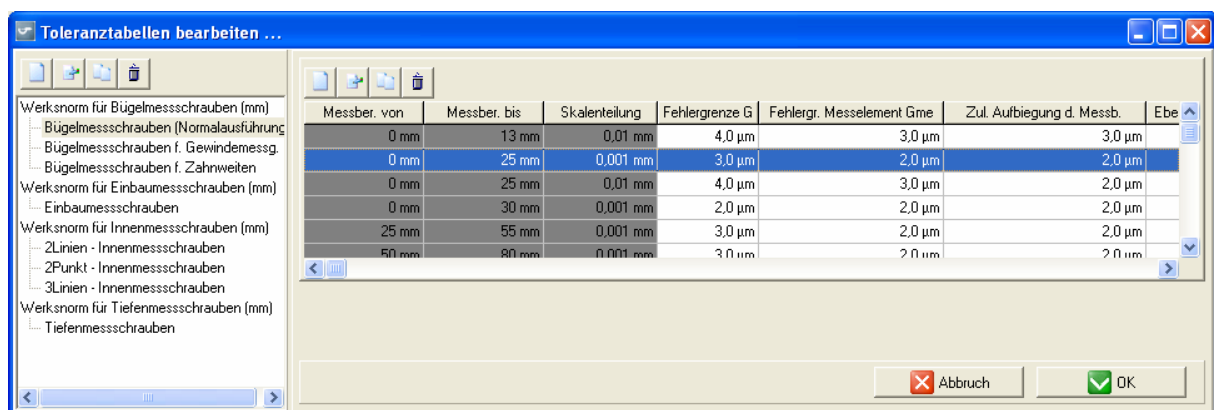 Toleranztabellen bearbeiten ...
Werksnorm für Bügelmessschrauben (mm)
Bügelmessschrauben (Normalausführung
Bügelmessschrauben f. Gewindemessg.
Bügelmessschrauben f. Zahnweiten
Werksnorm für Einbaumessschrauben (mm)
Einbaumessschrauben
Werksnorm für Innenmessschrauben (mm)
2Linien - Innenmessschrauben
2Punkt - Innenmessschrauben
3Linien - Innenmessschrauben
Werksnorm für Tiefenmessschrauben (mm)
Tiefenmessschrauben
Messber. von Messber. bis Skalenteilung Fehlergrenze G Fehlergr. Messelement Gme Zul. Aufbiegung d. Messb. Ebe
0 mm 13 mm 0,01 mm 4,0 µm 3,0 µm 3,0 µm
0 mm 25 mm 0,001 mm 3,0 µm 2,0 µm 2,0 µm
0 mm 25 mm 0,01 mm 4,0 µm 3,0 µm 2,0 µm
0 mm 30 mm 0,001 mm 2,0 µm 2,0 µm 2,0 µm
25 mm 55 mm 0,001 mm 3,0 µm 2,0 µm 2,0 µm
50 mm 80 mm 0,001 mm 3,0 µm 2,0 µm 2,0 µm
Abbruch OK